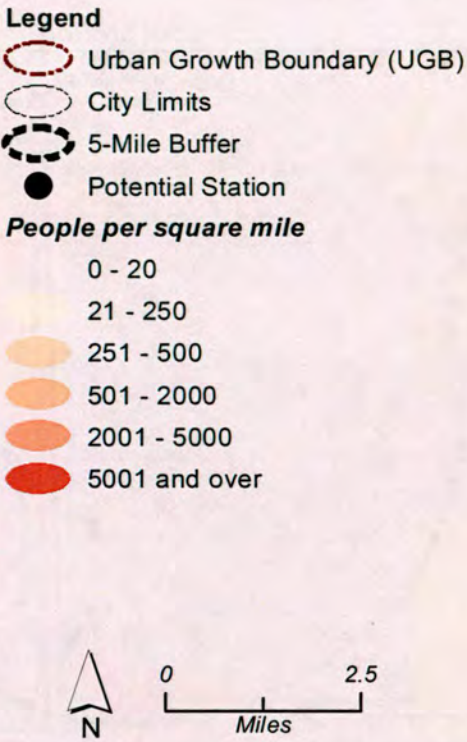 Legend
Urban Growth Boundary (UGB)
City Limits
5-Mile Buffer
Potential Station
People per square mile
0 - 20
21 - 250
251 - 500
501 - 2000
2001 - 5000
5001 and over
0 2.5
N Miles